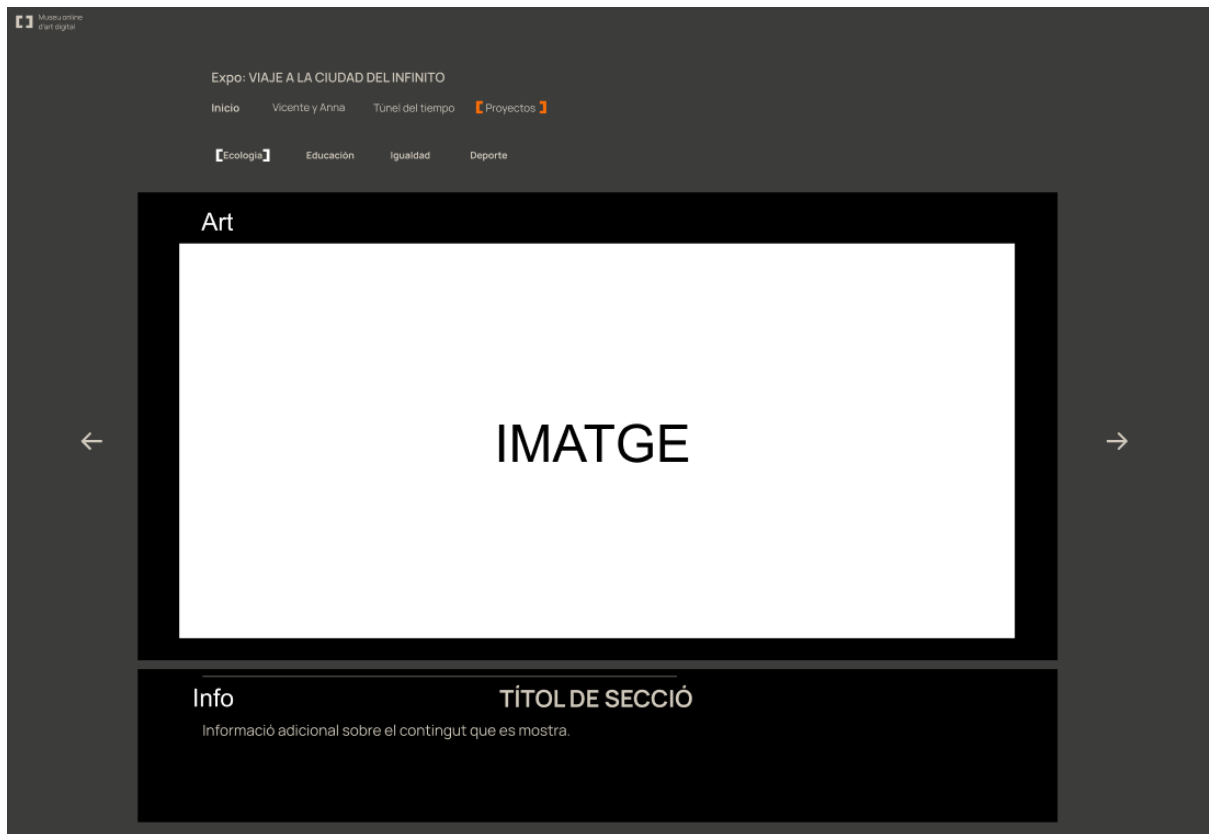 Museu online
d'art digital
Expo: VIAJE A LA CIUDAD DEL INFINITO
Inicio Vicente y Anna Túnel del tiempo [Proyectos]
[Ecologia] Educación Igualdad Deporte
Art
IMATGE
Info TÍTOL DE SECCIÓ
Informació adicional sobre el contingut que es mostra.